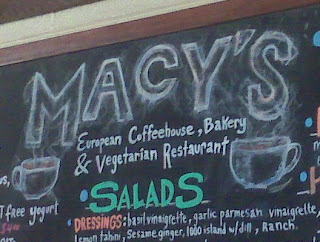 MACY'S
European Coffeehouse, Bakery
& Vegetarian Restaurant
SALADS
T free yogurt
DRESSINGS: basil vinaigrette, garlic parmesan vinaigrette,
lemon tahni, Sesame ginger, 1000 island w/ dill, Ranch.